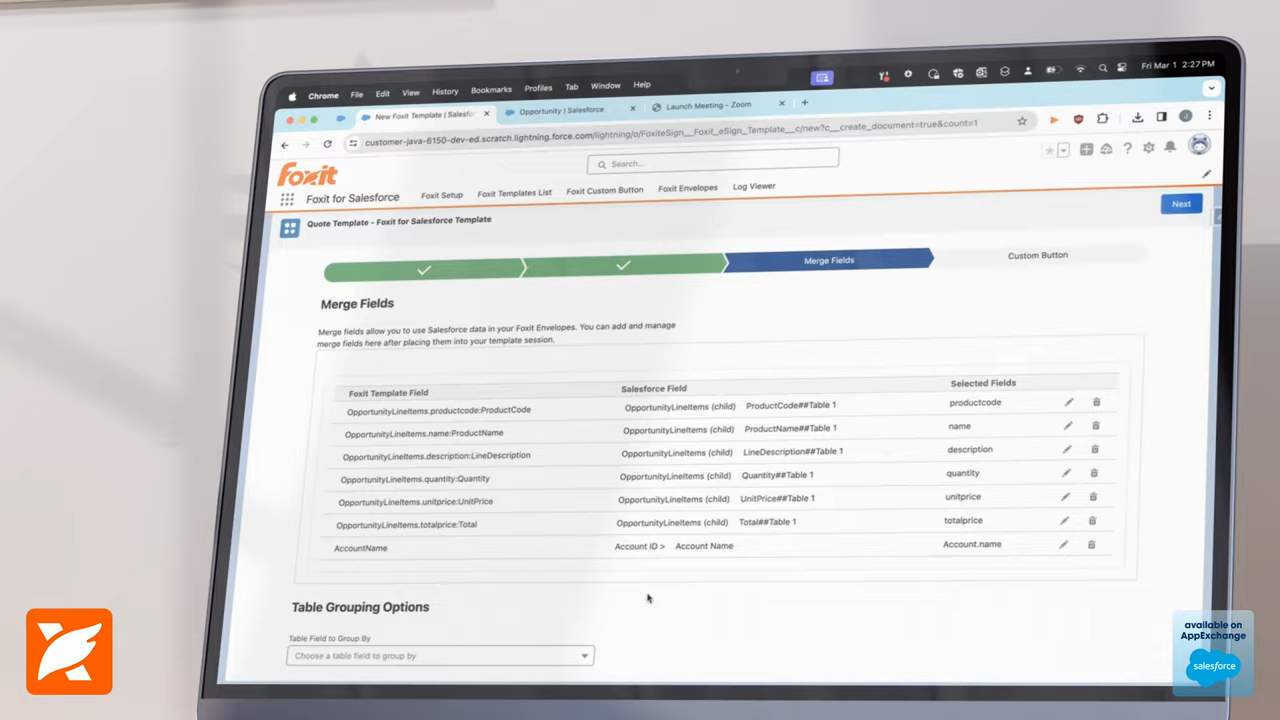 Chrome File Edit View History Bookmarks Profiles Tab Window Help Fri Mar 1 2:27PM
New Foxit Template | Salesfo Opportunity | Salesforce Launch Meeting - Zoom
customer-java-6150-dev-ed.scratch.lightning.force.com/lightning/o/FoxiteSign__Foxit_eSign_Template__c/new?c__create_document=true&count=1
foxit
Search...
Foxit for Salesforce Foxit Setup Foxit Templates List Foxit Custom Button Foxit Envelopes Log Viewer
Quote Template - Foxit for Salesforce Template
Next
Merge Fields Custom Button
Merge Fields
Merge fields allow you to use Salesforce data in your Foxit Envelopes. You can add and manage
merge fields here after placing them into your template session.
Foxit Template Field Salesforce Field Selected Fields
OpportunityLineItems.productcode:ProductCode OpportunityLineItems (child) ProductCode##Table 1 productcode
OpportunityLineItems.name:ProductName OpportunityLineItems (child) ProductName##Table 1 name
OpportunityLineItems.description:LineDescription OpportunityLineItems (child) LineDescription##Table 1 description
OpportunityLineItems.quantity:Quantity OpportunityLineItems (child) Quantity##Table 1 quantity
OpportunityLineItems.unitprice:UnitPrice OpportunityLineItems (child) UnitPrice##Table 1 unitprice
OpportunityLineItems.totalprice:Total OpportunityLineItems (child) Total##Table 1 totalprice
AccountName Account ID > Account Name Account.name
Table Grouping Options
Table Field to Group By
Choose a table field to group by
available on
AppExchange
salesforce